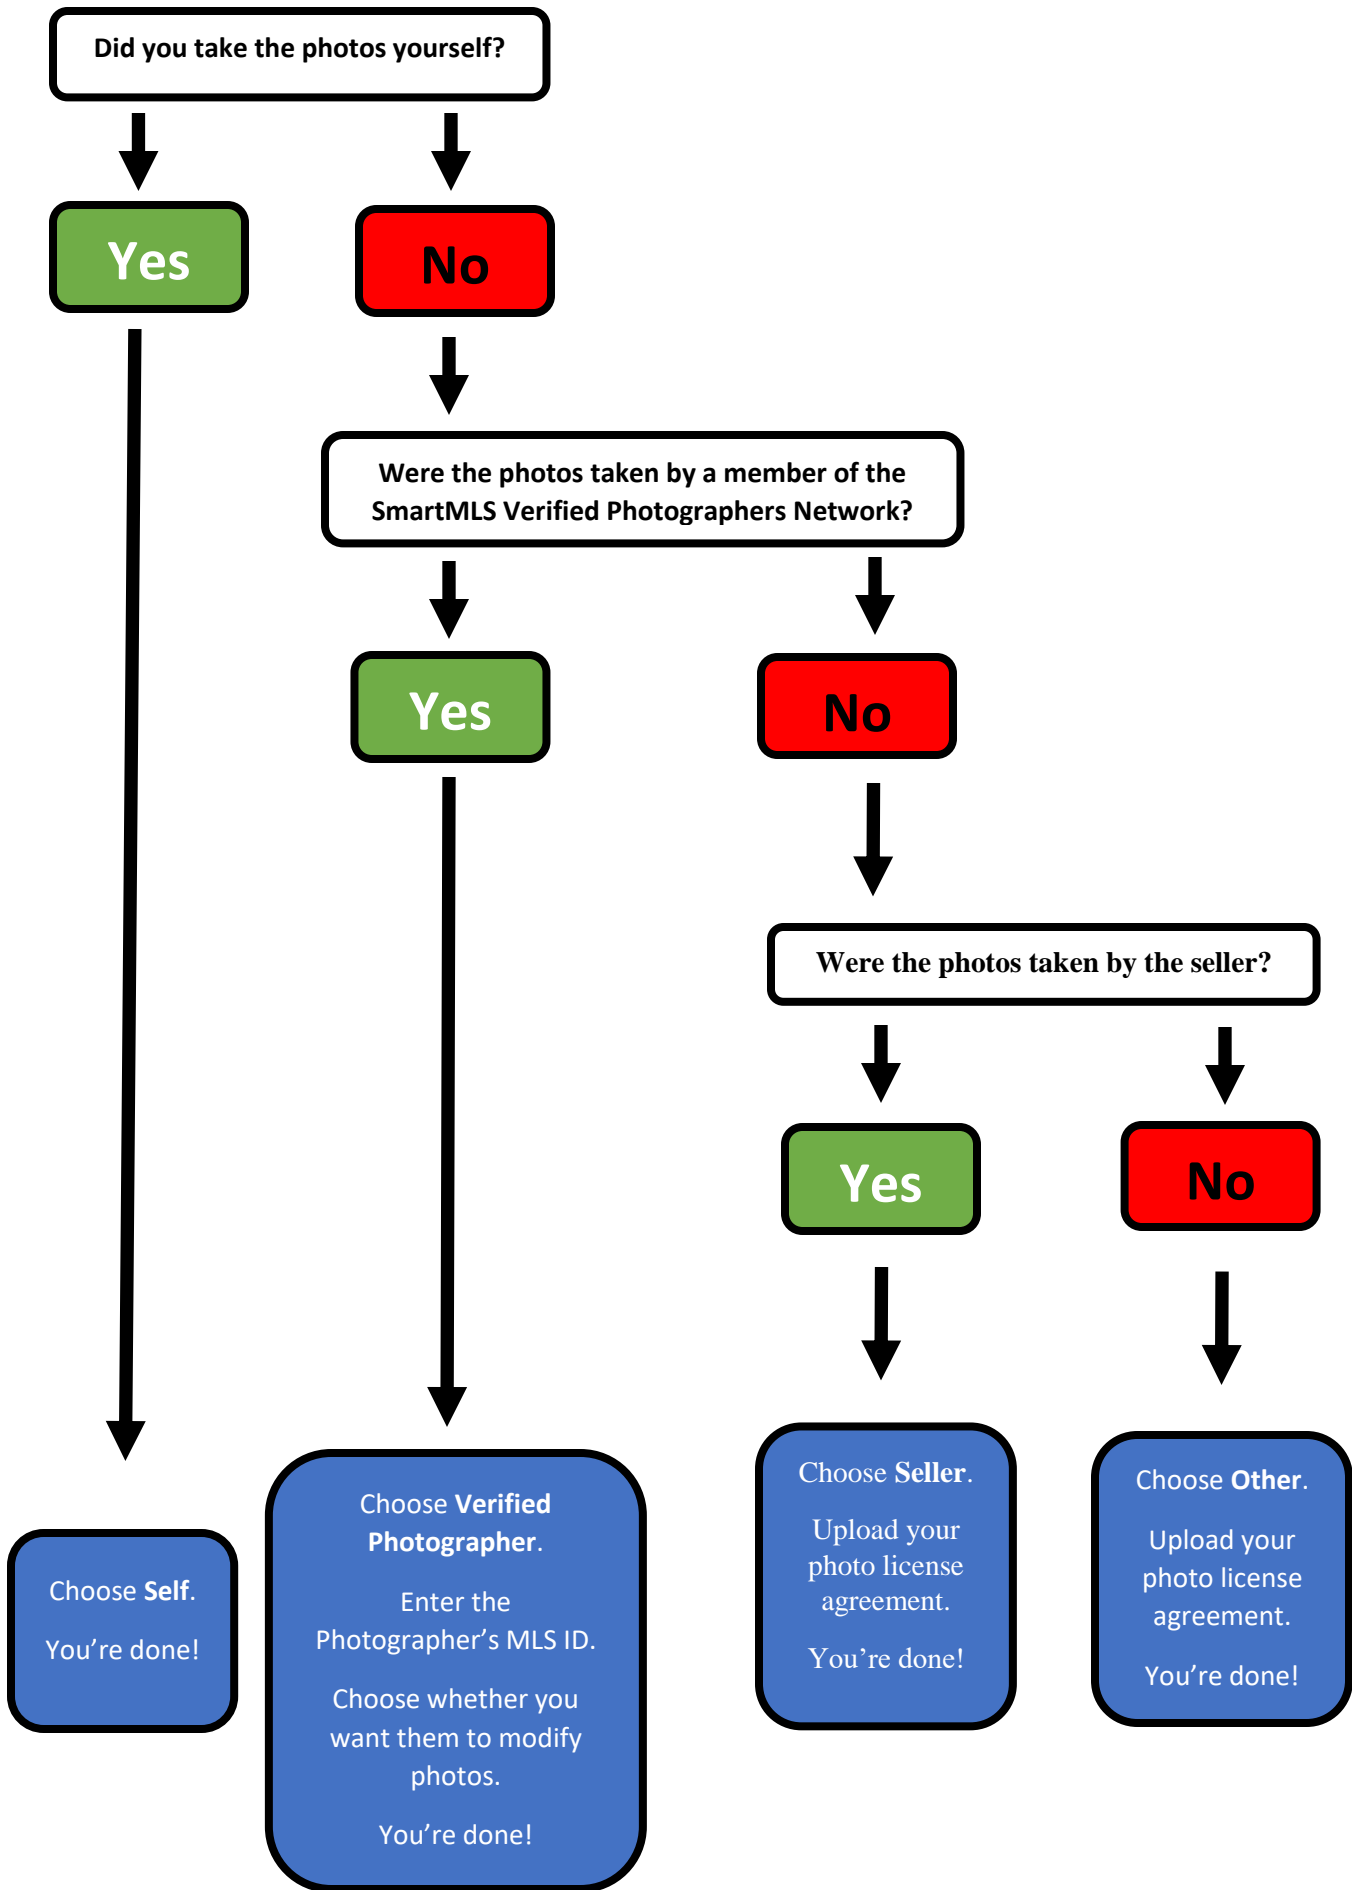 Did you take the photos yourself?
Yes
No
Were the photos taken by a member of the
SmartMLS Verified Photographers Network?
Yes
No
Were the photos taken by the seller?
Yes
No
Choose Self.
You’re done!
Choose Verified
Photographer.
Enter the
Photographer’s MLS ID.
Choose whether you
want them to modify
photos.
You’re done!
Choose Seller.
Upload your
photo license
agreement.
You’re done!
Choose Other.
Upload your
photo license
agreement.
You’re done!